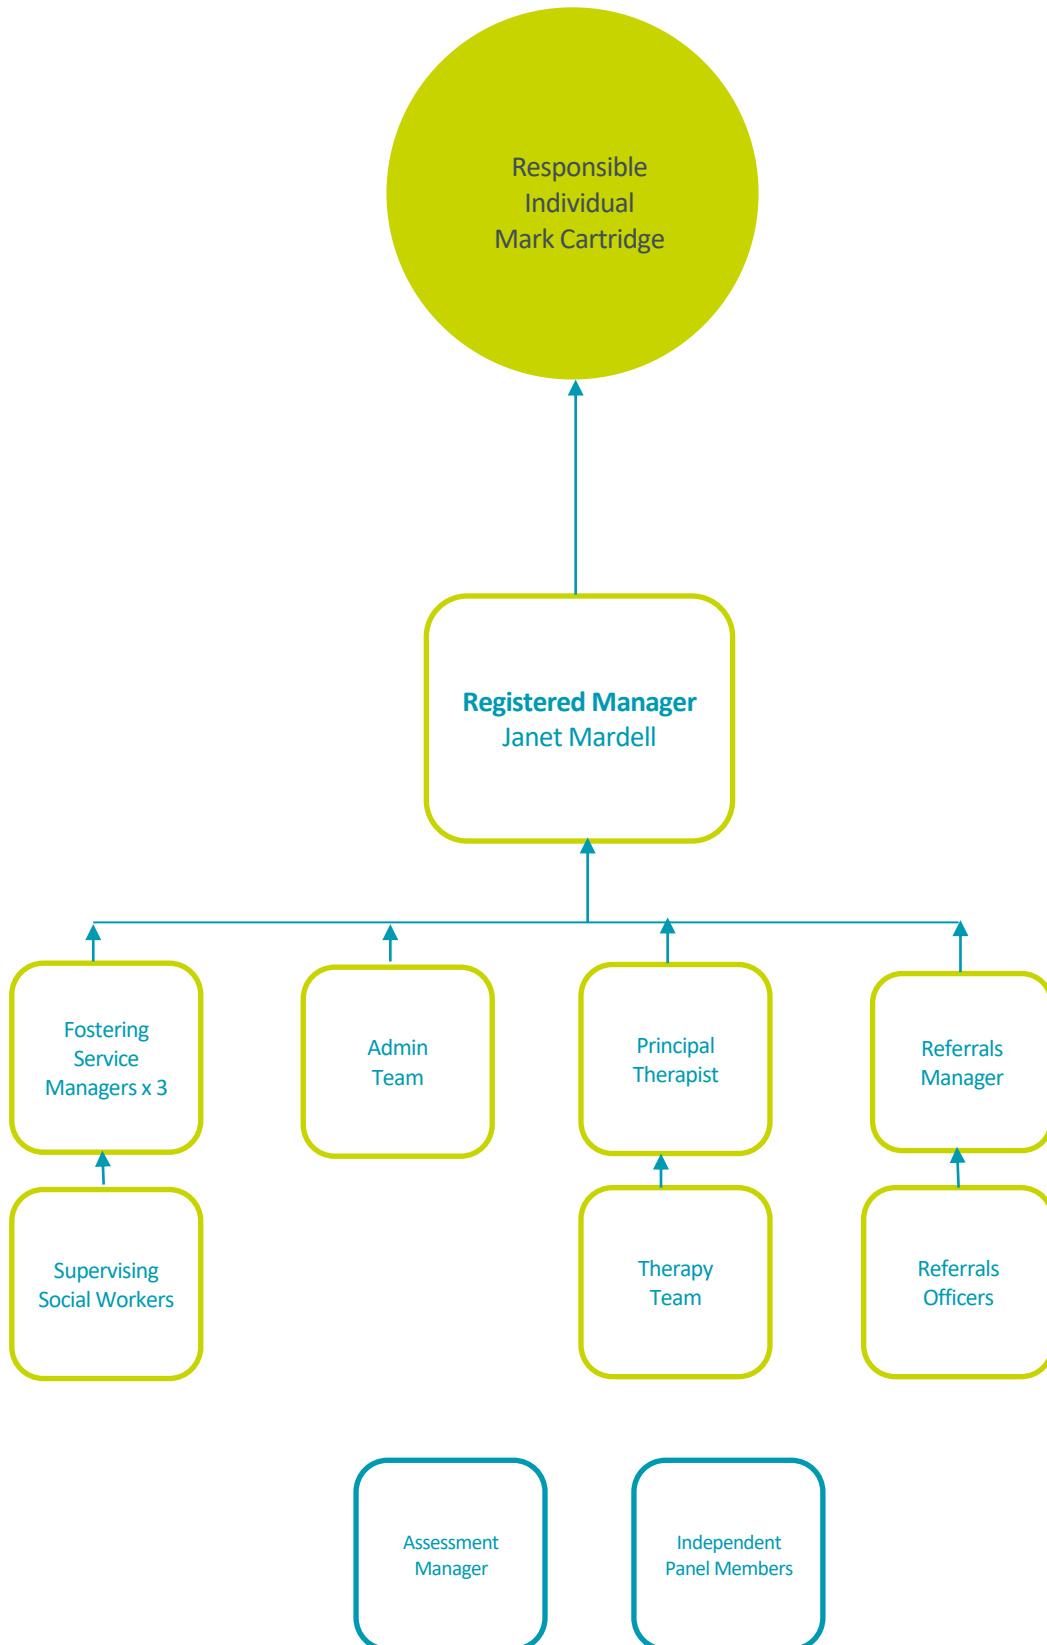 Responsible
Individual
Mark Cartridge
Registered Manager
Janet Mardell
Fostering
Service
Managers x 3
Admin
Team
Principal
Therapist
Referrals
Manager
Supervising
Social Workers
Therapy
Team
Referrals
Officers
Assessment
Manager
Independent
Panel Members